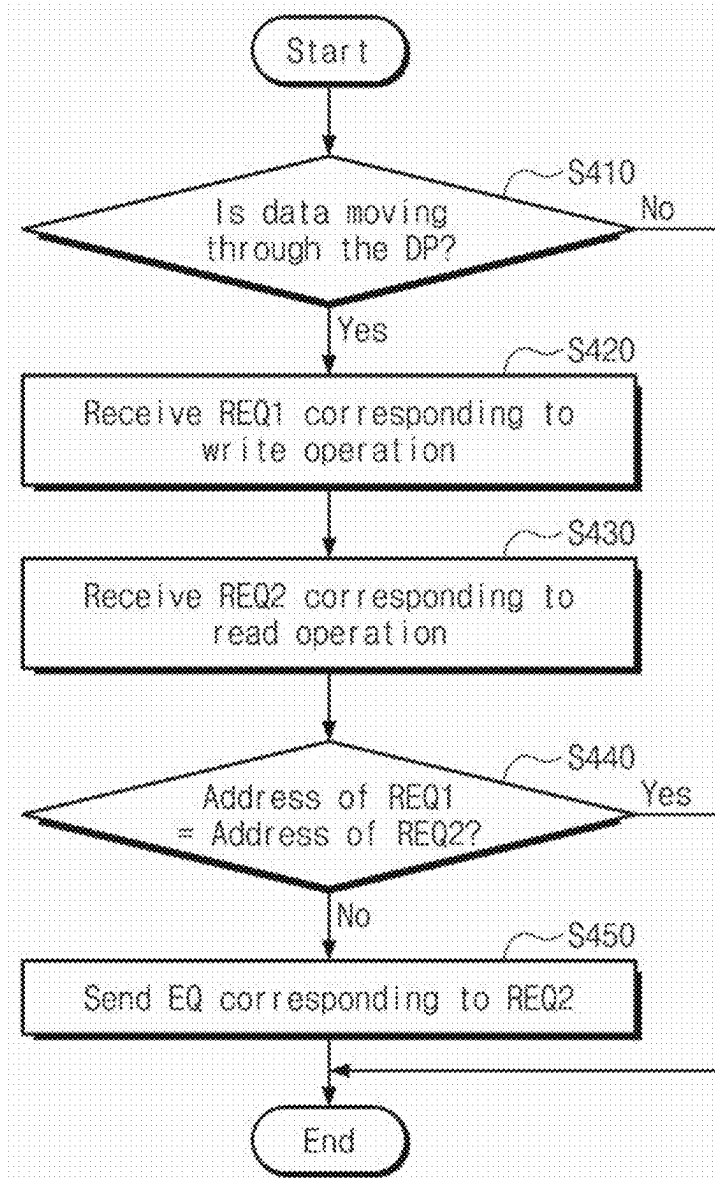 Start
S410
Is data moving
through the DP?
No
Yes
S420
Receive REQ1 corresponding to
write operation
S430
Receive REQ2 corresponding to
read operation
S440
Address of REQ1
= Address of REQ2?
Yes
No
S450
Send EQ corresponding to REQ2
End